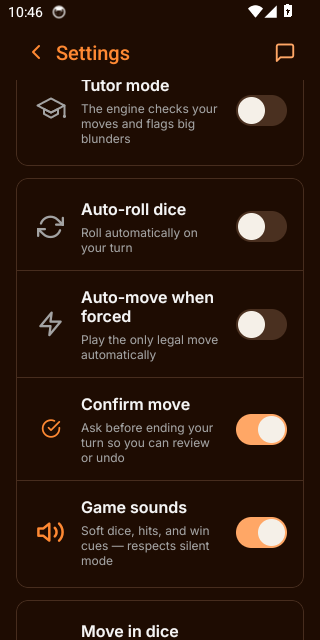 10:46
Settings
Tutor mode
The engine checks your
moves and flags big
blunders
Auto-roll dice
Roll automatically on
your turn
Auto-move when
forced
Play the only legal move
automatically
Confirm move
Ask before ending your
turn so you can review
or undo
Game sounds
Soft dice, hits, and win
cues — respects silent
mode
Move in dice